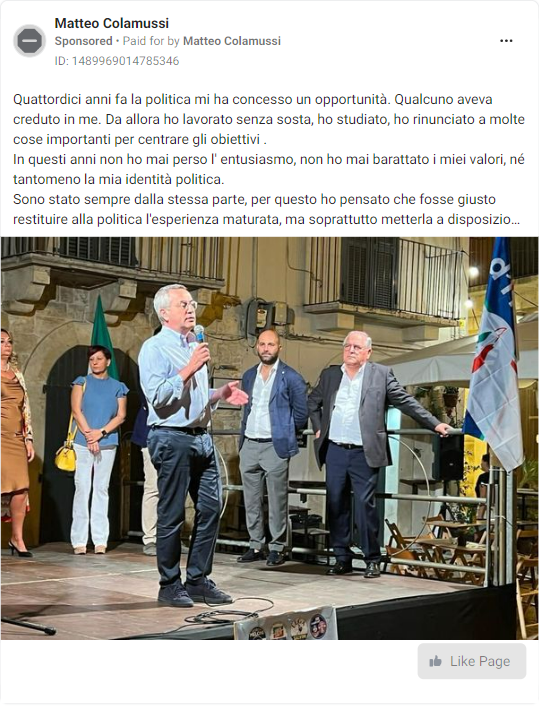 Matteo Colamussi
Sponsored • Paid for by Matteo Colamussi
ID: 1489969014785346
Quattordici anni fa la politica mi ha concesso un opportunità. Qualcuno aveva
creduto in me. Da allora ho lavorato senza sosta, ho studiato, ho rinunciato a molte
cose importanti per centrare gli obiettivi .
In questi anni non ho mai perso l' entusiasmo, non ho mai barattato i miei valori, né
tantomeno la mia identità politica.
Sono stato sempre dalla stessa parte, per questo ho pensato che fosse giusto
restituire alla politica l'esperienza maturata, ma soprattutto metterla a disposizio...
Like Page